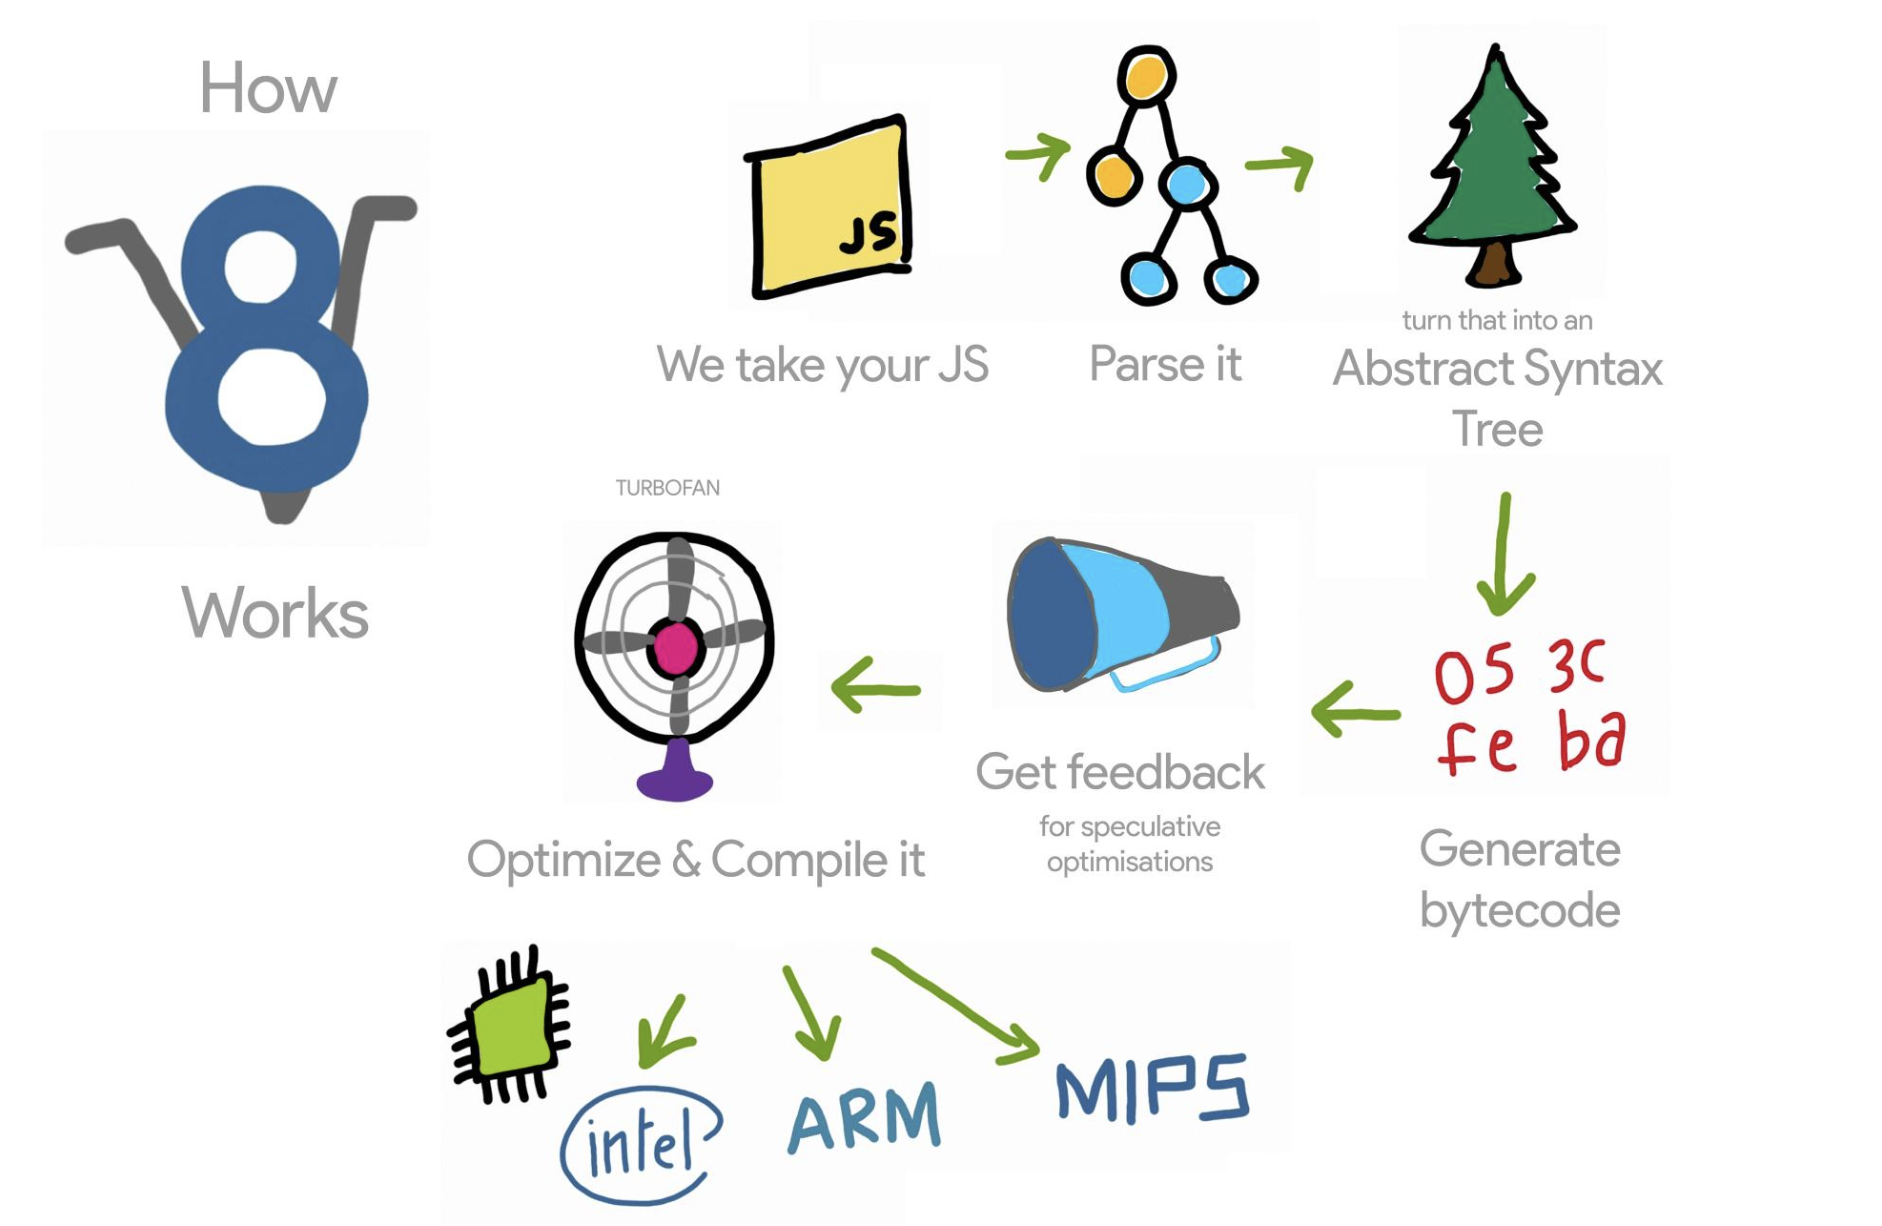 How
Works
JS
We take your JS
Parse it
turn that into an
Abstract Syntax
Tree
05 3c
fe ba
Generate
bytecode
Get feedback
for speculative
optimisations
TURBOFAN
Optimize & Compile it
intel
ARM
MIPS